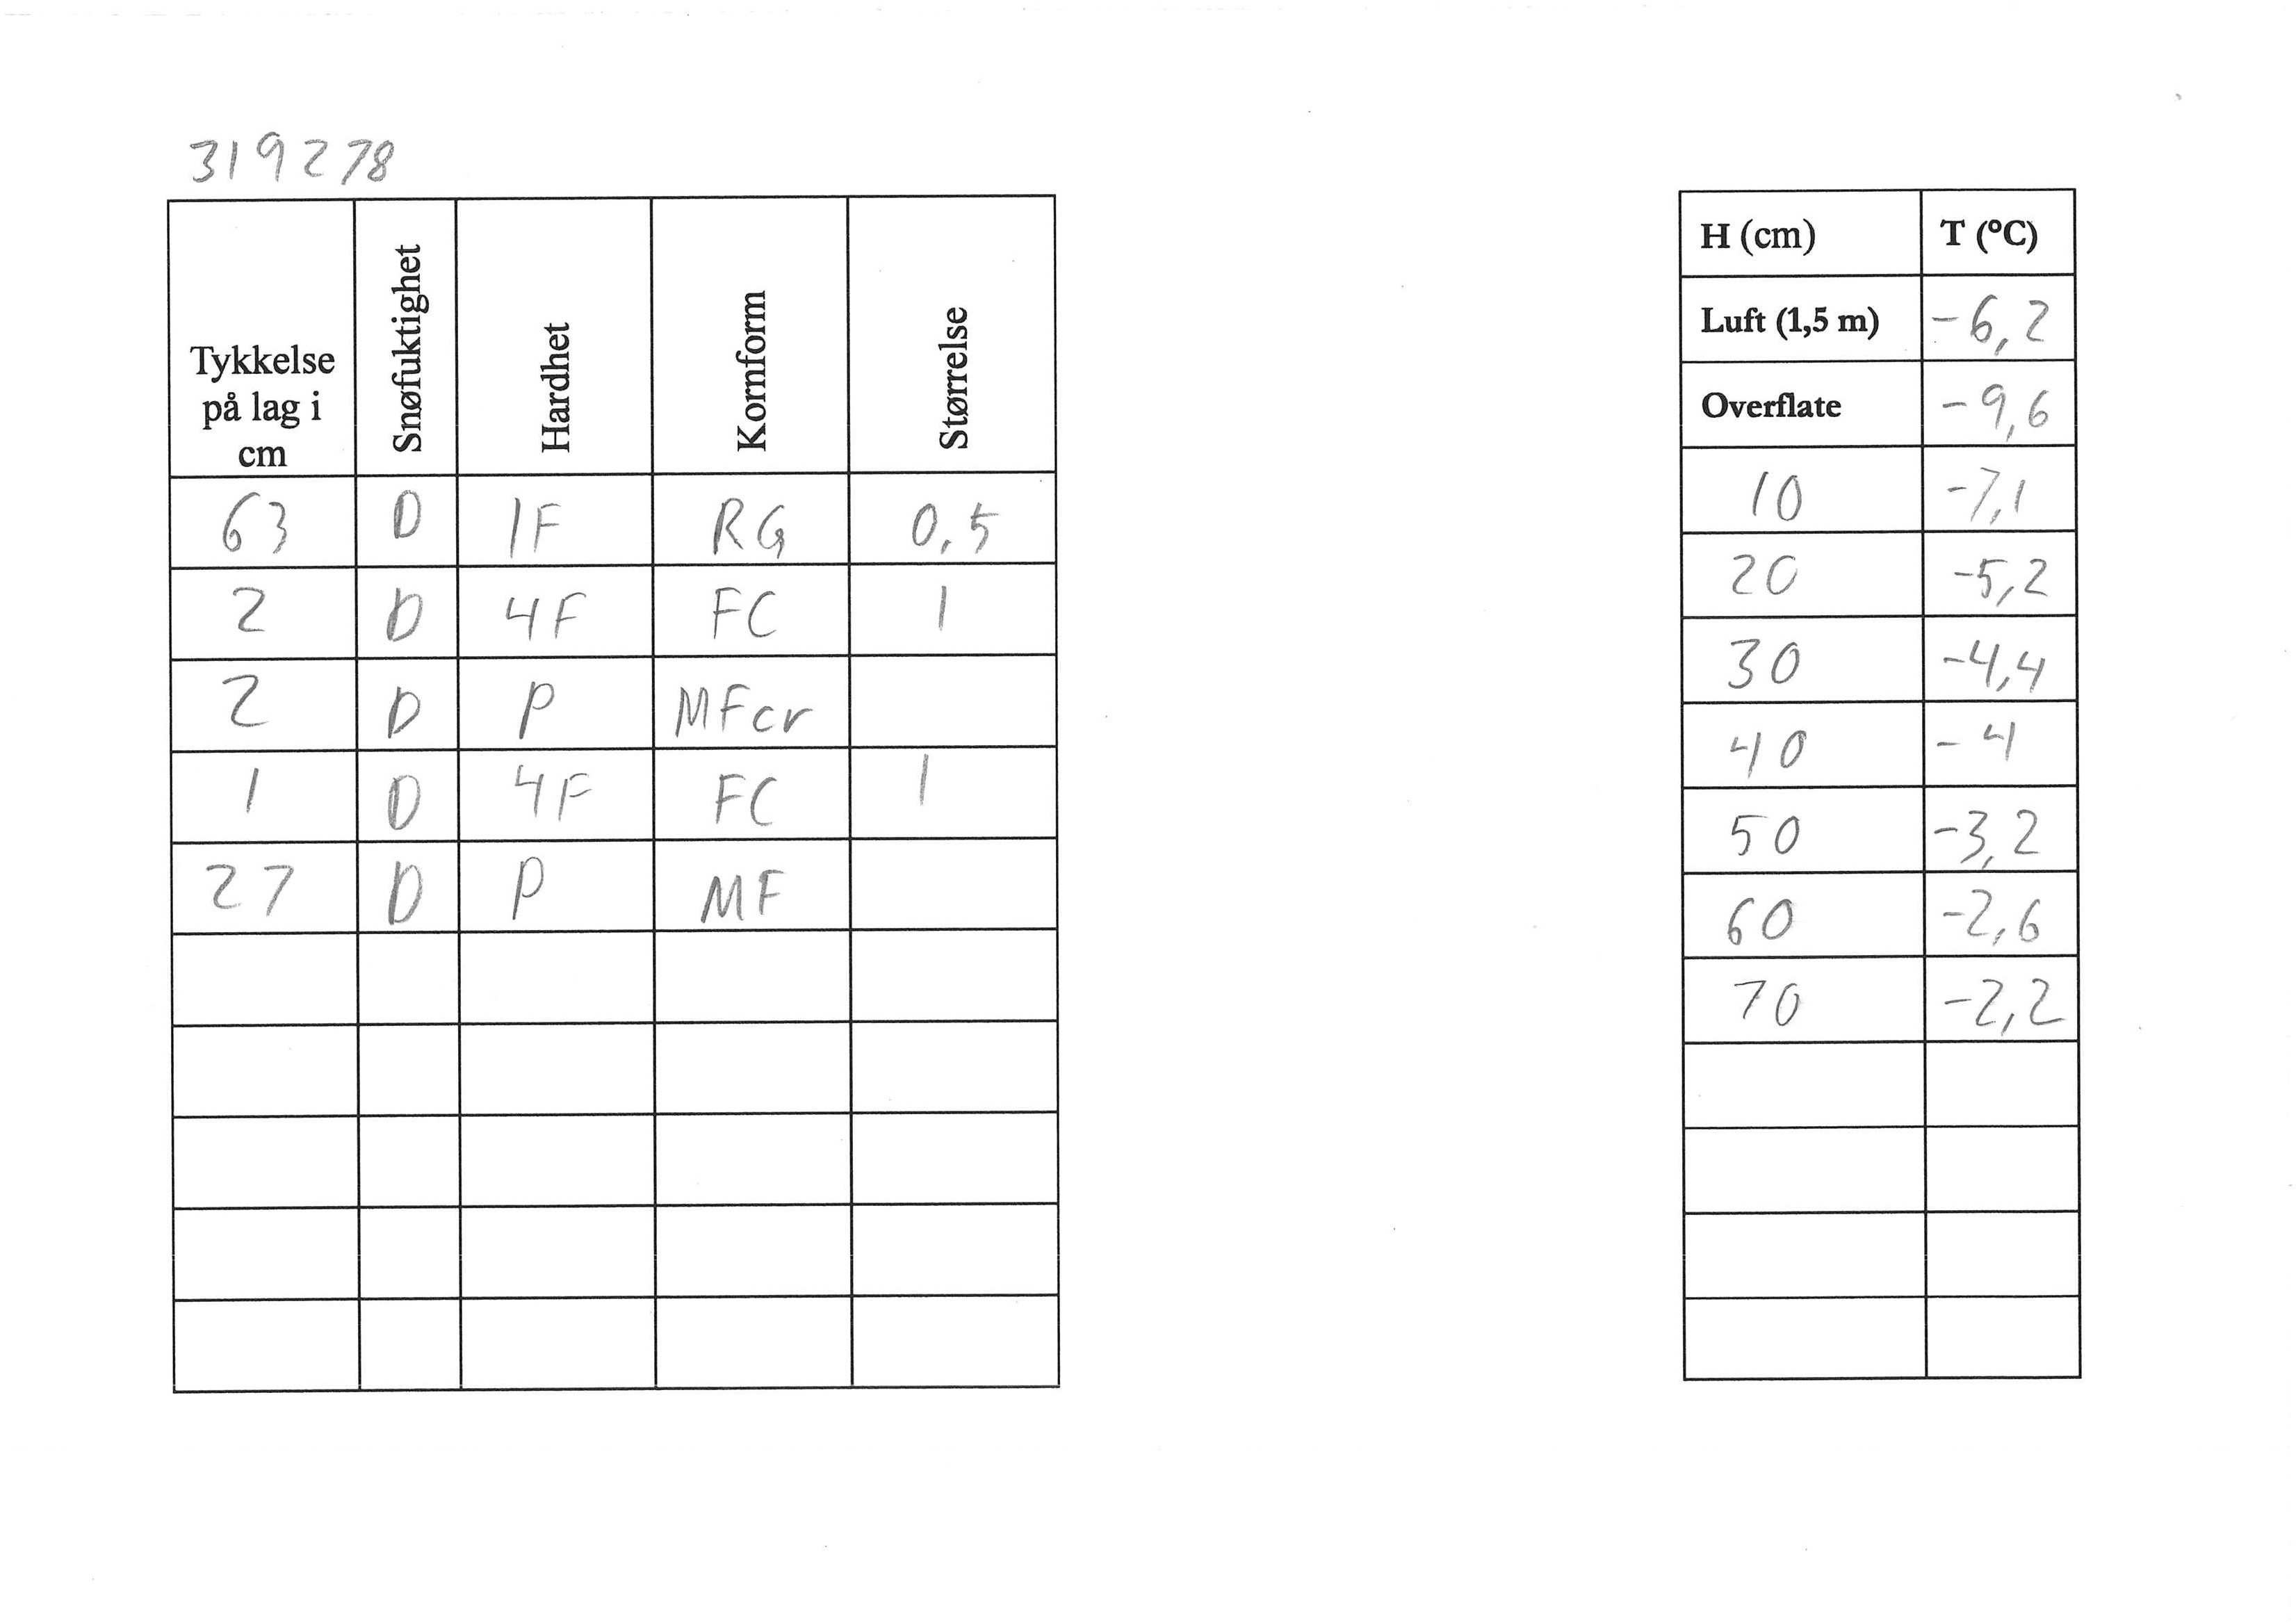 319278
Tykkelse på lag i cm Snøfuktighet Hardhet Kornform Størrelse
63 D 1F RG 0,5
2 D 4F FC 1
2 D P MFcr
1 D 4F FC 1
27 D P MF
H (cm) T (°C)
Luft (1,5 m) -6,2
Overflate -9,6
10 -7,1
20 -5,2
30 -4,4
40 -4
50 -3,2
60 -2,6
70 -2,2